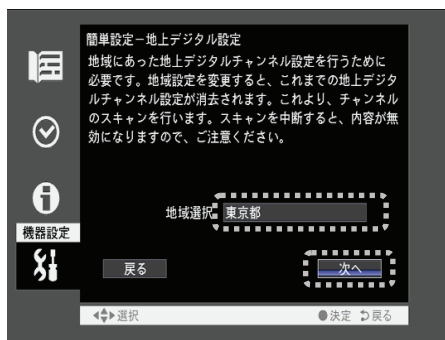 簡単設定－地上デジタル設定
地域にあった地上デジタルチャンネル設定を行うために
必要です。地域設定を変更すると、これまでの地上デジタ
ルチャンネル設定が消去されます。これより、チャンネル
のスキャンを行います。スキャンを中断すると、内容が無
効になりますので、ご注意ください。
地域選択 東京都
機器設定
戻る 次へ
選択 決定 戻る